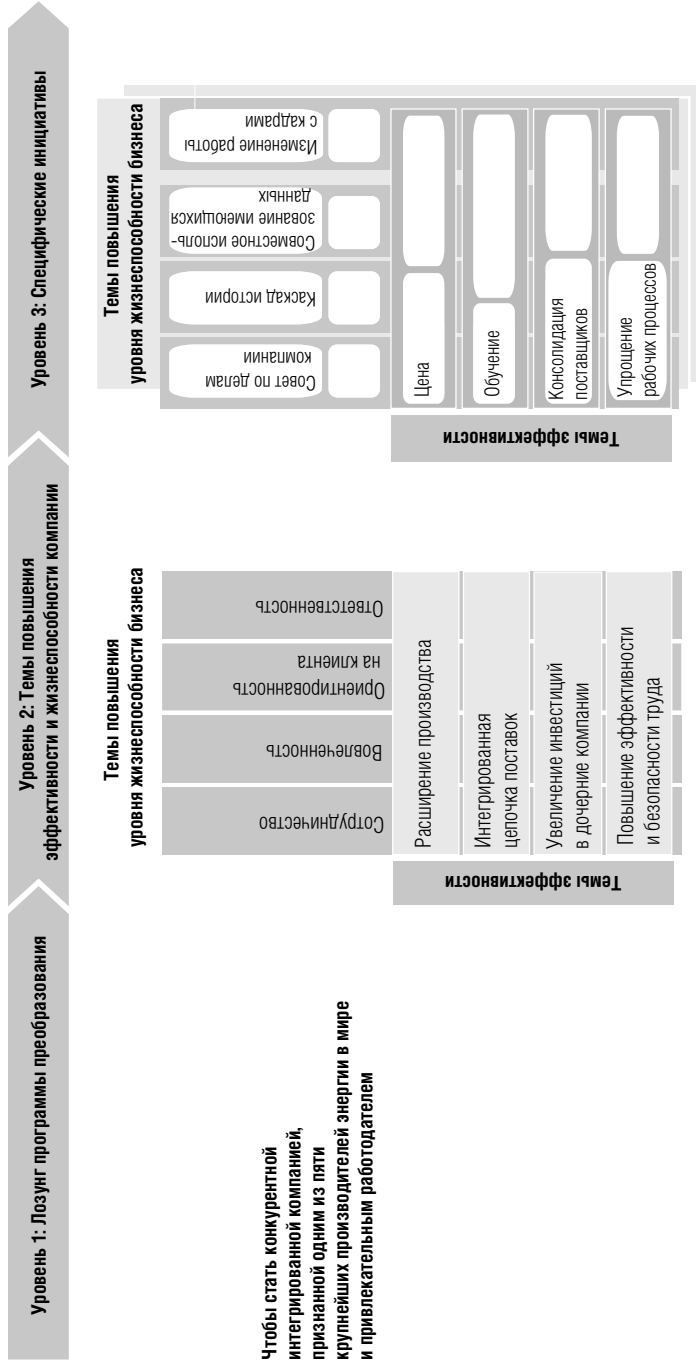 Уровень 1: Лозунг программы преобразования
Уровень 2: Темы повышения
эффективности и жизнеспособности компании
Уровень 3: Специфические инициативы
Чтобы стать конкурентной
интегрированной компанией,
признанной одним из пяти
крупнейших производителей энергии в мире
и привлекательным работодателем
Темы повышения
уровня жизнеспособности бизнеса
Сотрудничество
Вовлеченность
Ориентированность
на клиента
Ответственность
Темы эффективности
Расширение производства
Интегрированная
цепочка поставок
Увеличение инвестиций
в дочерние компании
Повышение эффективности
и безопасности труда
Темы повышения
уровня жизнеспособности бизнеса
Совет по делам
компании
Каскад истории
Совместное исполь-
зование имеющихся
данных
Изменение работы
с кадрами
Темы эффективности
Цена
Обучение
Консолидация
поставщиков
Упрощение
рабочих процессов